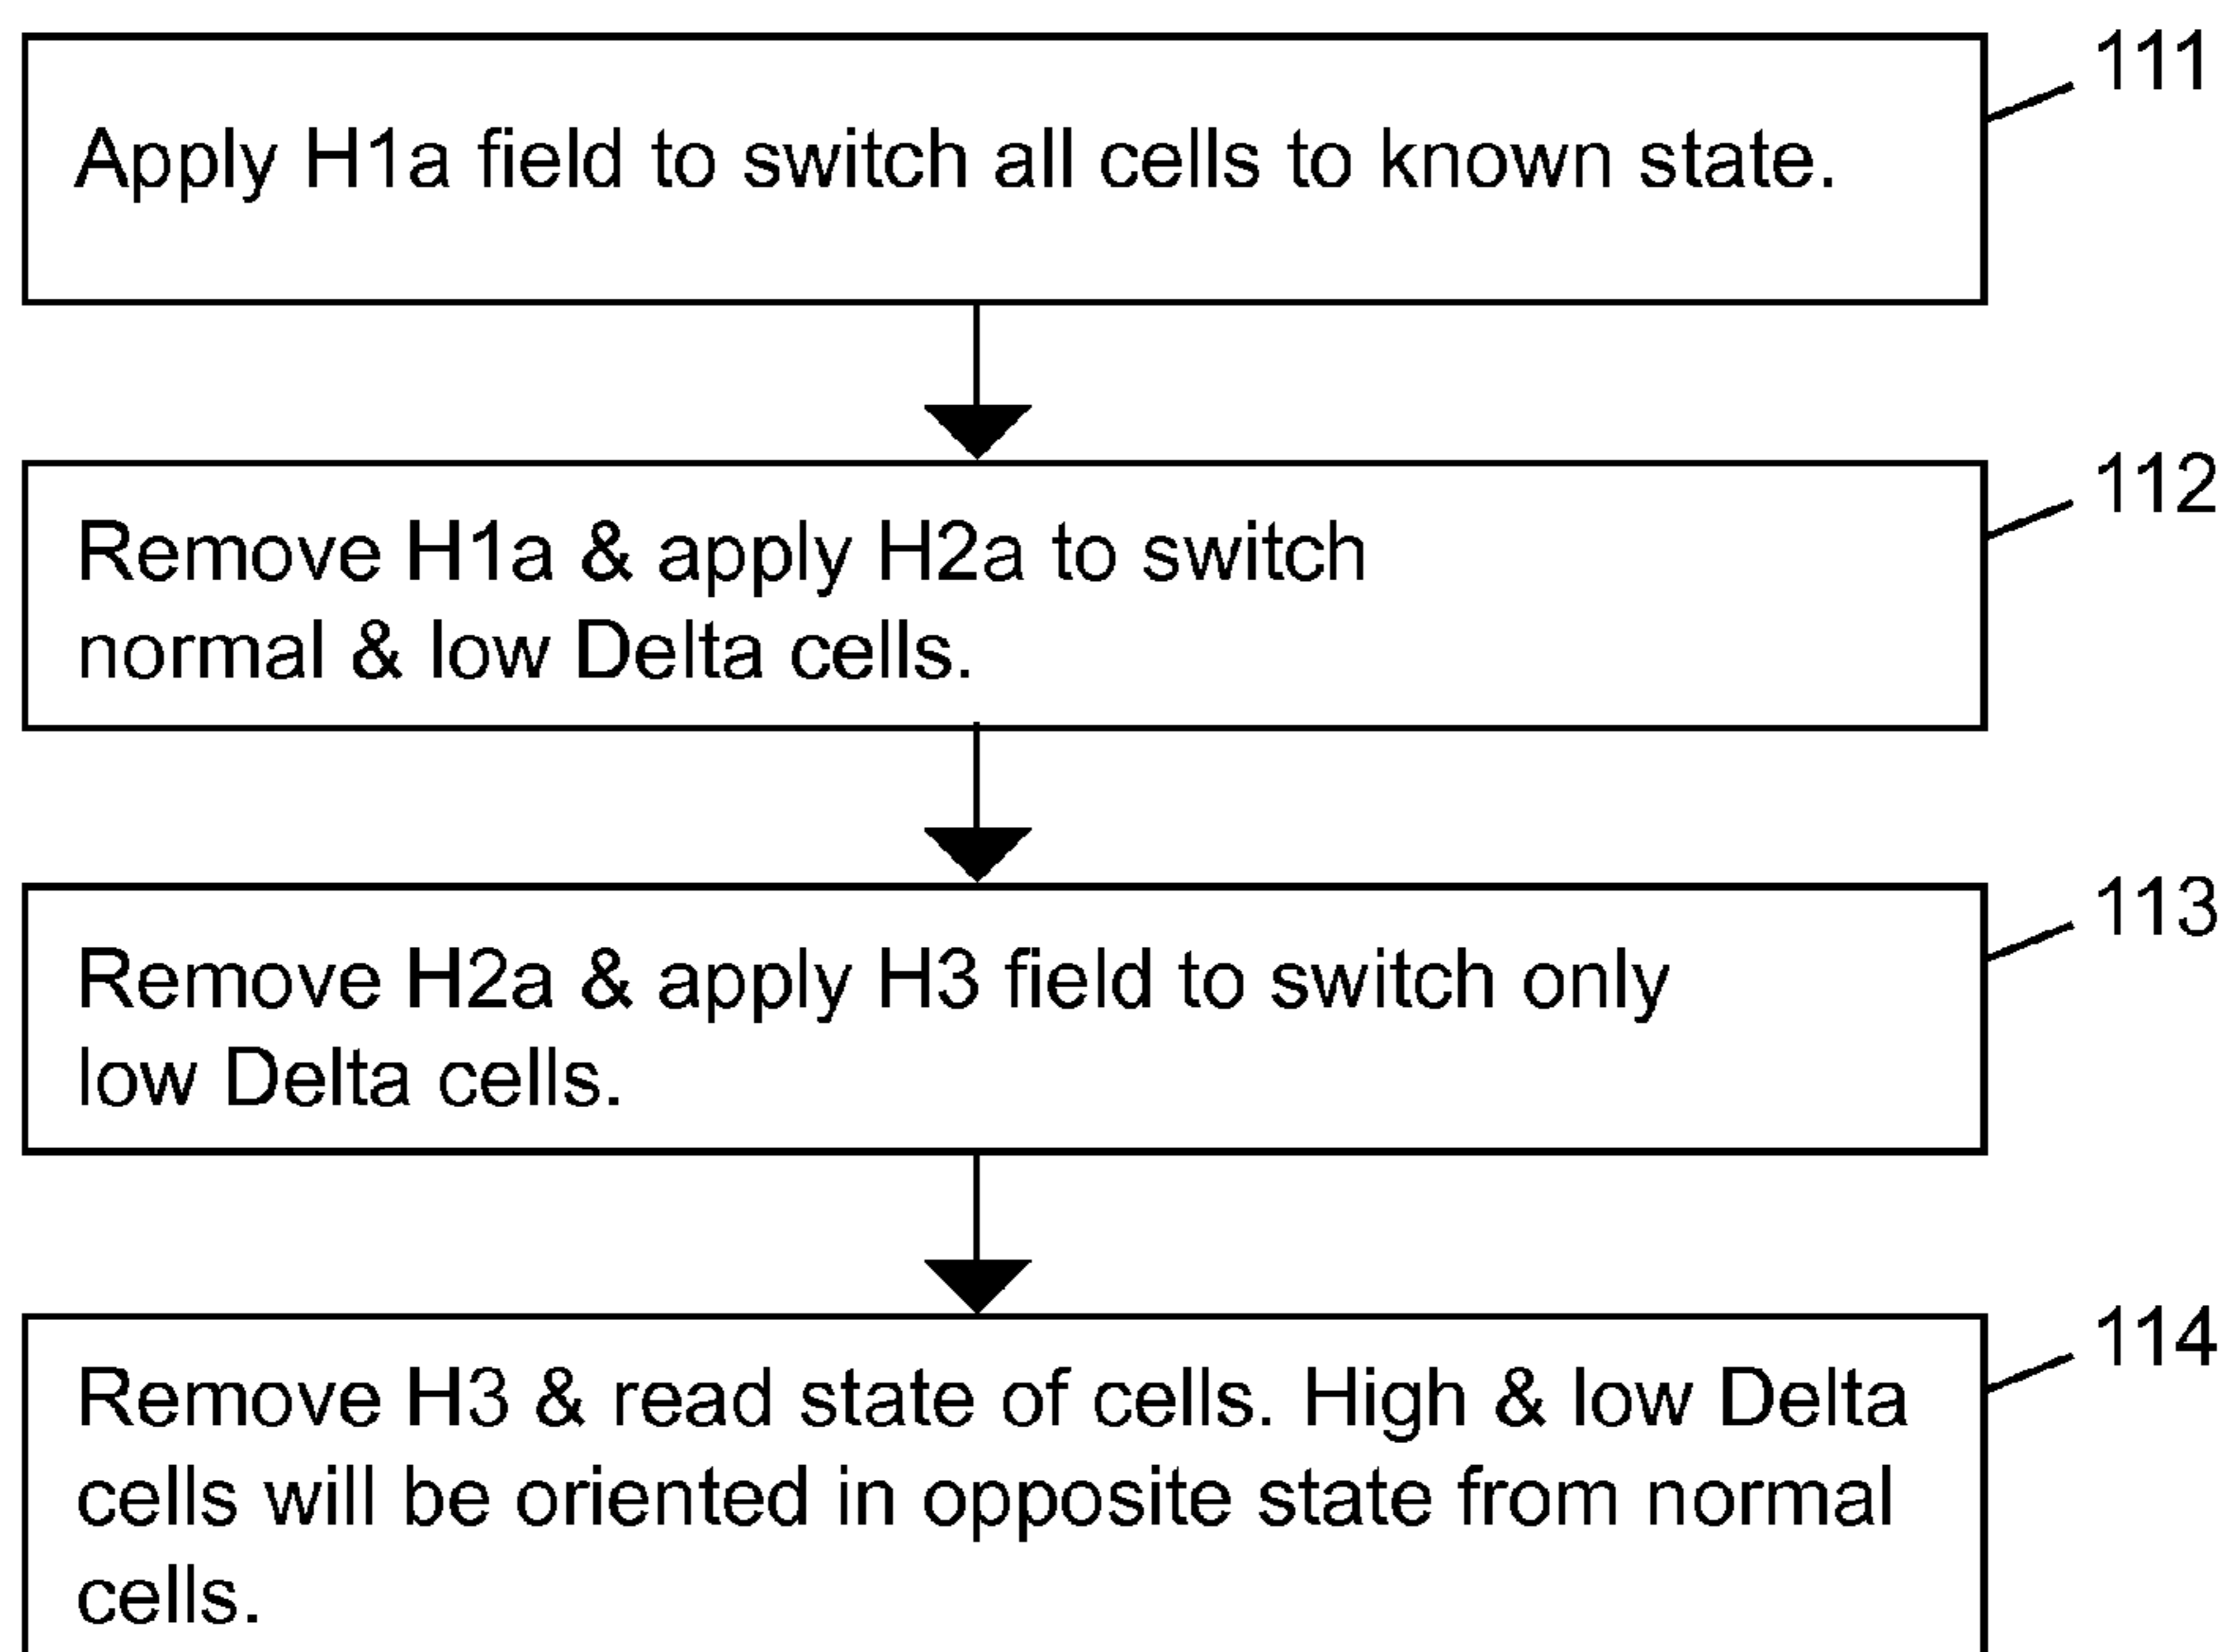 111
Apply H1a field to switch all cells to known state.
112
Remove H1a & apply H2a to switch
normal & low Delta cells.
113
Remove H2a & apply H3 field to switch only
low Delta cells.
114
Remove H3 & read state of cells. High & low Delta
cells will be oriented in opposite state from normal
cells.